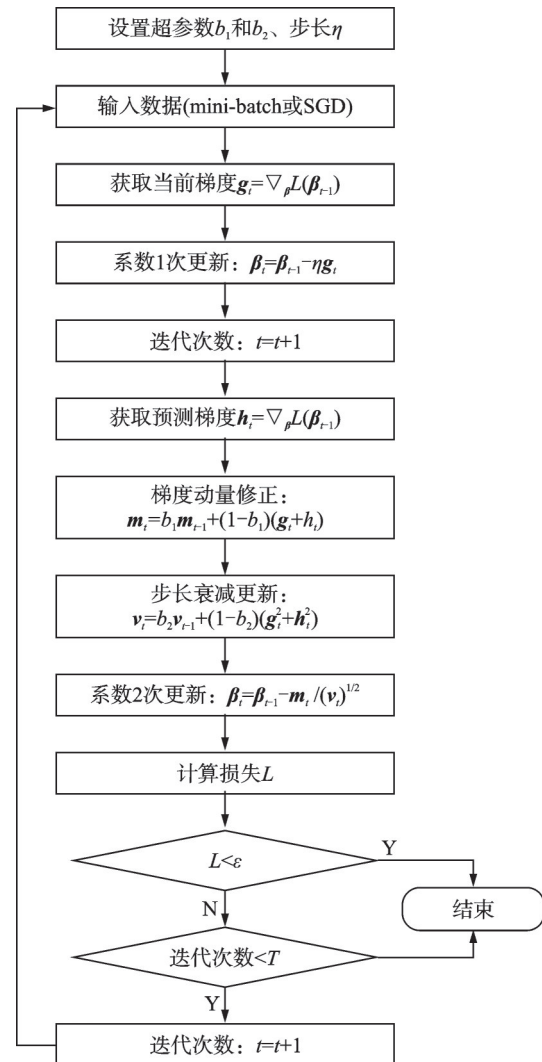 设置超参数b₁和b₂、步长η
输入数据(mini-batch或SGD)
获取当前梯度gₜ=∇_βL(βₜ₋₁)
系数1次更新：βₜ=βₜ₋₁-ηgₜ
迭代次数：t=t+1
获取预测梯度hₜ=∇_βL(βₜ₋₁)
梯度动量修正：
mₜ=b₁mₜ₋₁+(1-b₁)(gₜ+hₜ)
步长衰减更新：
vₜ=b₂vₜ₋₁+(1-b₂)(gₜ²+hₜ²)
系数2次更新：βₜ=βₜ₋₁-mₜ/(vₜ)^1/2
计算损失L
L<ε
Y
N
结束
迭代次数<T
Y
迭代次数：t=t+1